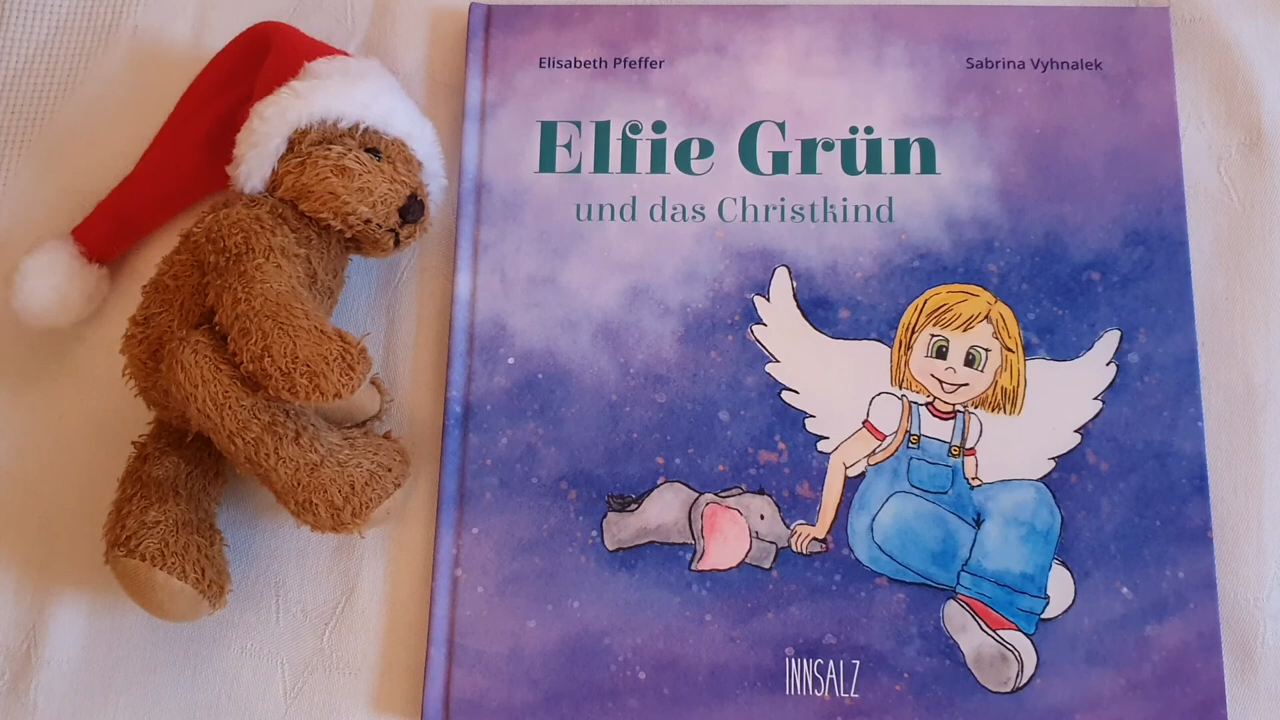 Elisabeth Pfeffer
Sabrina Vyhnalek
Elfie Grün
und das Christkind
INNSALZ